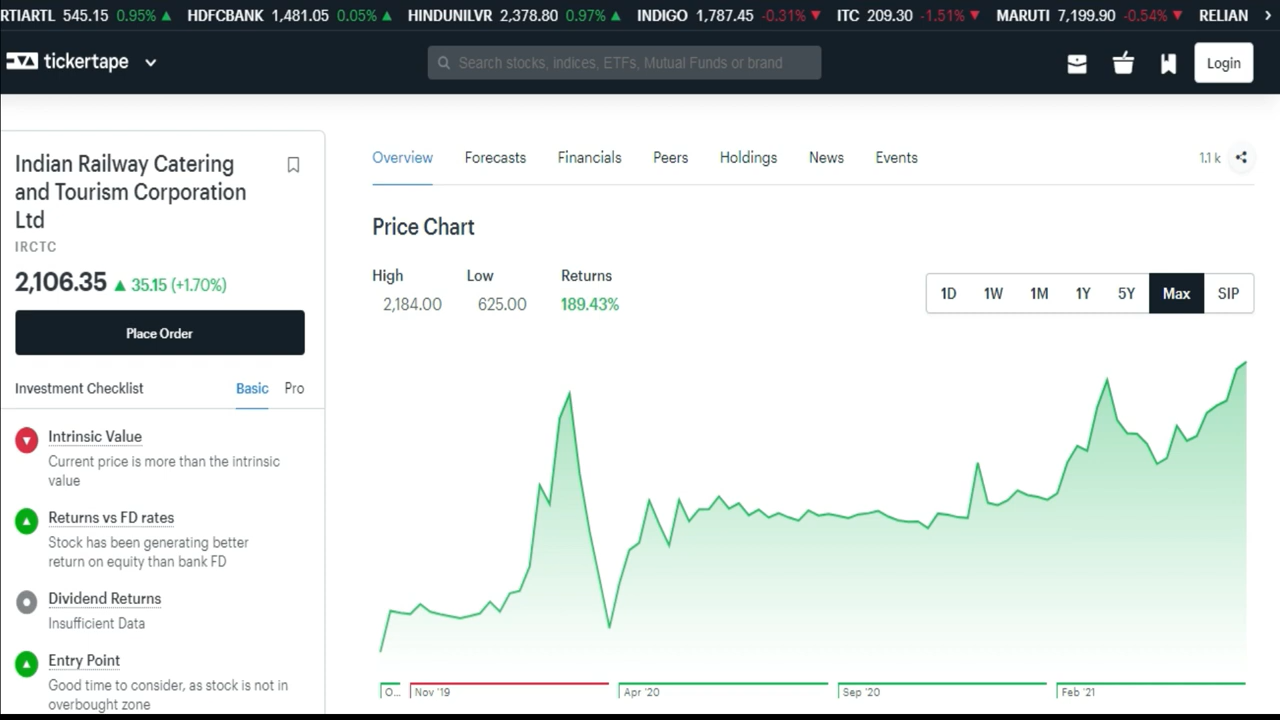 RTIARTL 545.15 0.95% ▲ HDFCBANK 1,481.05 0.05% ▲ HINDUNILVR 2,378.80 0.97% ▲ INDIGO 1,787.45 -0.31% ▼ ITC 209.30 -1.51% ▼ MARUTI 7,199.90 -0.54% ▼ RELIAN
tickertape
Search stocks, indices, ETFs, Mutual Funds or brand
Login
Indian Railway Catering
and Tourism Corporation
Ltd
IRCTC
2,106.35 ▲ 35.15 (+1.70%)
Place Order
Investment Checklist Basic Pro
Intrinsic Value
Current price is more than the intrinsic
value
Returns vs FD rates
Stock has been generating better
return on equity than bank FD
Dividend Returns
Insufficient Data
Entry Point
Good time to consider, as stock is not in
overbought zone
Overview Forecasts Financials Peers Holdings News Events 1.1 k
Price Chart
High Low Returns
2,184.00 625.00 189.43%
1D 1W 1M 1Y 5Y Max SIP
O... Nov '19 Apr '20 Sep '20 Feb '21